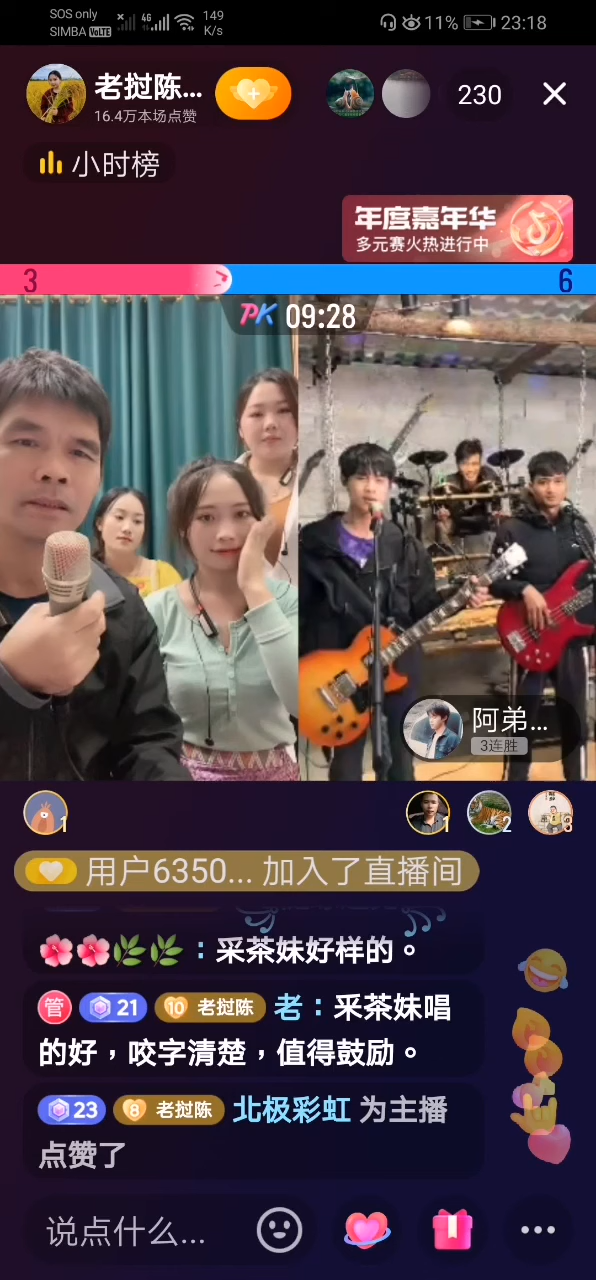 SOS only
SIMBA VoLTE
4G
149 K/s
11%
23:18
老挝陈...
16.4万本场点赞
230
小时榜
年度嘉年华
多元赛火热进行中
3
6
PK 09:28
阿弟...
3连胜
1
1
2
3
用户6350... 加入了直播间
：采茶妹好样的。
管 21 10 老挝陈 老：采茶妹唱
的好，咬字清楚，值得鼓励。
23 8 老挝陈 北极彩虹 为主播
点赞了
说点什么...